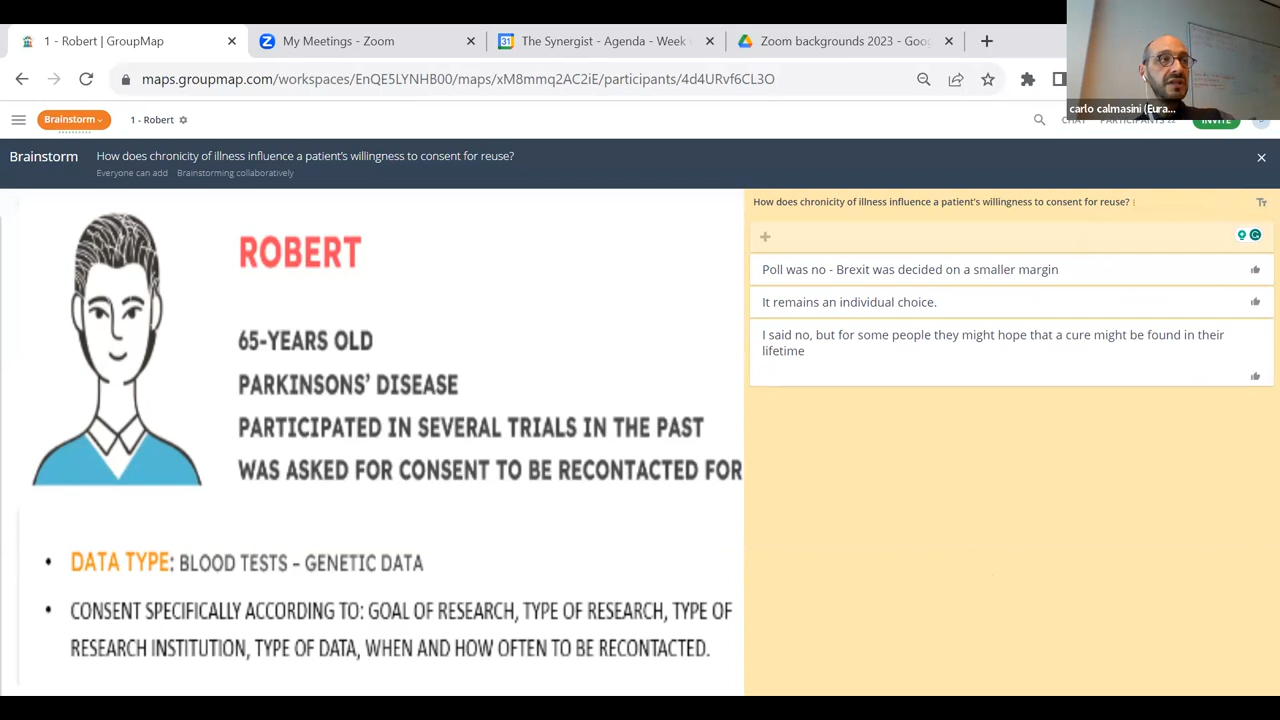 1 - Robert | GroupMap
My Meetings - Zoom
The Synergist - Agenda - Week
Zoom backgrounds 2023 - Goo
maps.groupmap.com/workspaces/EnQE5LYNHB00/maps/xM8mmq2AC2iE/participants/4d4URvf6CL3O
carlo calmasini (Eura...
Brainstorm
1 - Robert
CHAT
PARTICIPANTS 22
INVITE
Brainstorm
How does chronicity of illness influence a patient's willingness to consent for reuse?
Everyone can add Brainstorming collaboratively
How does chronicity of illness influence a patient's willingness to consent for reuse?
Poll was no - Brexit was decided on a smaller margin
It remains an individual choice.
I said no, but for some people they might hope that a cure might be found in their
lifetime
ROBERT
65-YEARS OLD
PARKINSONS' DISEASE
PARTICIPATED IN SEVERAL TRIALS IN THE PAST
WAS ASKED FOR CONSENT TO BE RECONTACTED FOR
• DATA TYPE: BLOOD TESTS – GENETIC DATA
• CONSENT SPECIFICALLY ACCORDING TO: GOAL OF RESEARCH, TYPE OF RESEARCH, TYPE OF
RESEARCH INSTITUTION, TYPE OF DATA, WHEN AND HOW OFTEN TO BE RECONTACTED.